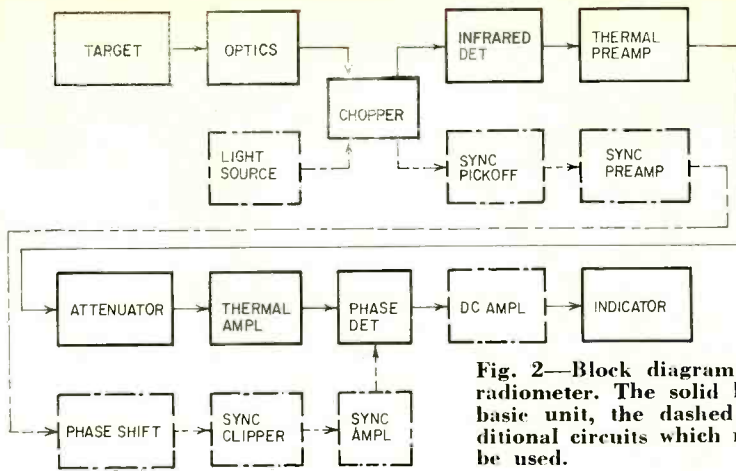 TARGET
OPTICS
CHOPPER
INFRARED
DET
THERMAL
PREAMP
LIGHT
SOURCE
SYNC
PICKOFF
SYNC
PREAMP
ATTENUATOR
THERMAL
AMPL
PHASE
DET
DC AMPL
INDICATOR
PHASE SHIFT
SYNC
CLIPPER
SYNC
AMPL
Fig. 2—Block diagram
radiometer. The solid
basic unit, the dashed
ditional circuits which
be used.